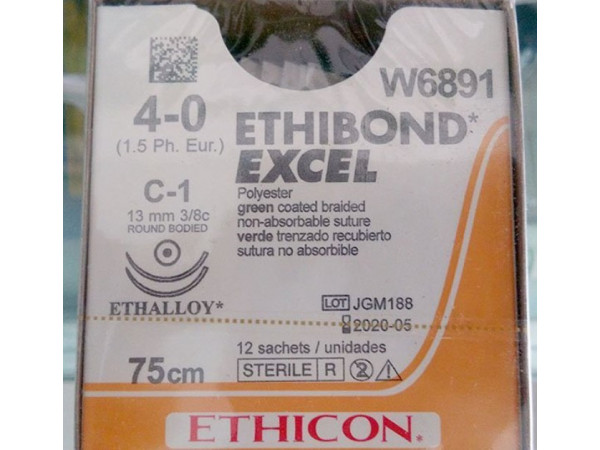 W6891
4-0
(1.5 Ph. Eur.)
ETHIBOND*
EXCEL
C-1
13 mm 3/8c
ROUND BODIED
Polyester
green coated braided
non-absorbable suture
verde trenzado recubierto
sutura no absorbible
ETHALLOY*
LOT JGM188
2020-05
75cm
12 sachets / unidades
STERILE R
2
ETHICON*